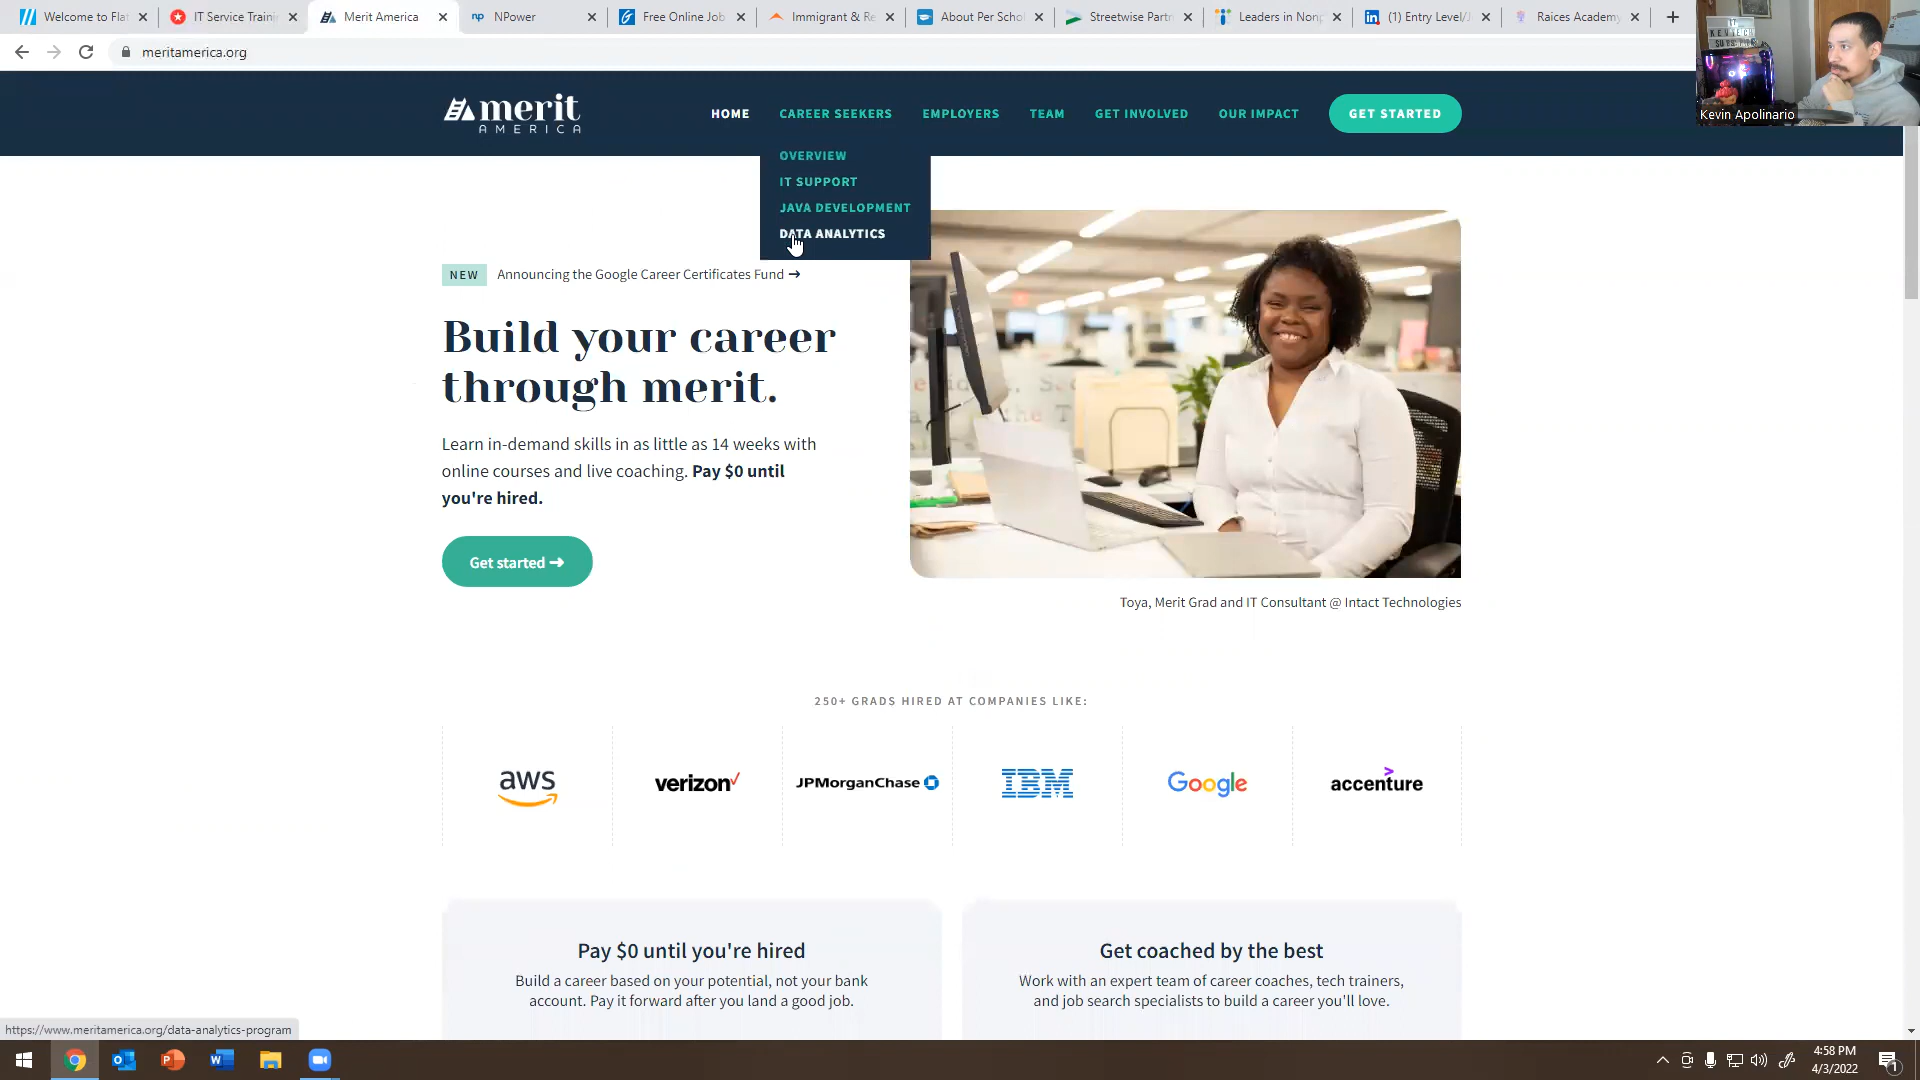 Welcome to Flat
IT Service Traini
Merit America
NPower
Free Online Job
Immigrant & Re
About Per Schol
Streetwise Partn
Leaders in Nonp
(1) Entry Level/J
Raices Academy
meritamerica.org
KEVTECH
Kevin Apolinario
merit
AMERICA
HOME
CAREER SEEKERS
EMPLOYERS
TEAM
GET INVOLVED
OUR IMPACT
GET STARTED
OVERVIEW
IT SUPPORT
JAVA DEVELOPMENT
DATA ANALYTICS
NEW Announcing the Google Career Certificates Fund →
Build your career
through merit.
Learn in-demand skills in as little as 14 weeks with
online courses and live coaching. Pay $0 until
you're hired.
Get started →
Toya, Merit Grad and IT Consultant @ Intact Technologies
250+ GRADS HIRED AT COMPANIES LIKE:
aws
verizon
JPMorganChase
IBM
Google
accenture
Pay $0 until you're hired
Build a career based on your potential, not your bank
account. Pay it forward after you land a good job.
Get coached by the best
Work with an expert team of career coaches, tech trainers,
and job search specialists to build a career you'll love.
https://www.meritamerica.org/data-analytics-program
4:58 PM
4/3/2022